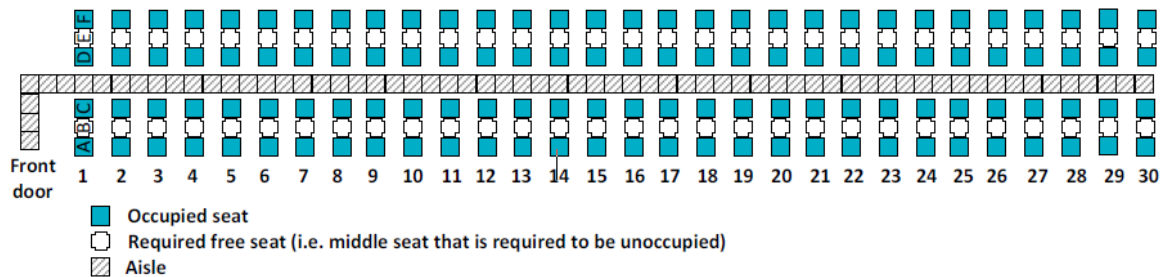 F
E
D
C
B
A
Front
door
1 2 3 4 5 6 7 8 9 10 11 12 13 14 15 16 17 18 19 20 21 22 23 24 25 26 27 28 29 30
Occupied seat
Required free seat (i.e. middle seat that is required to be unoccupied)
Aisle